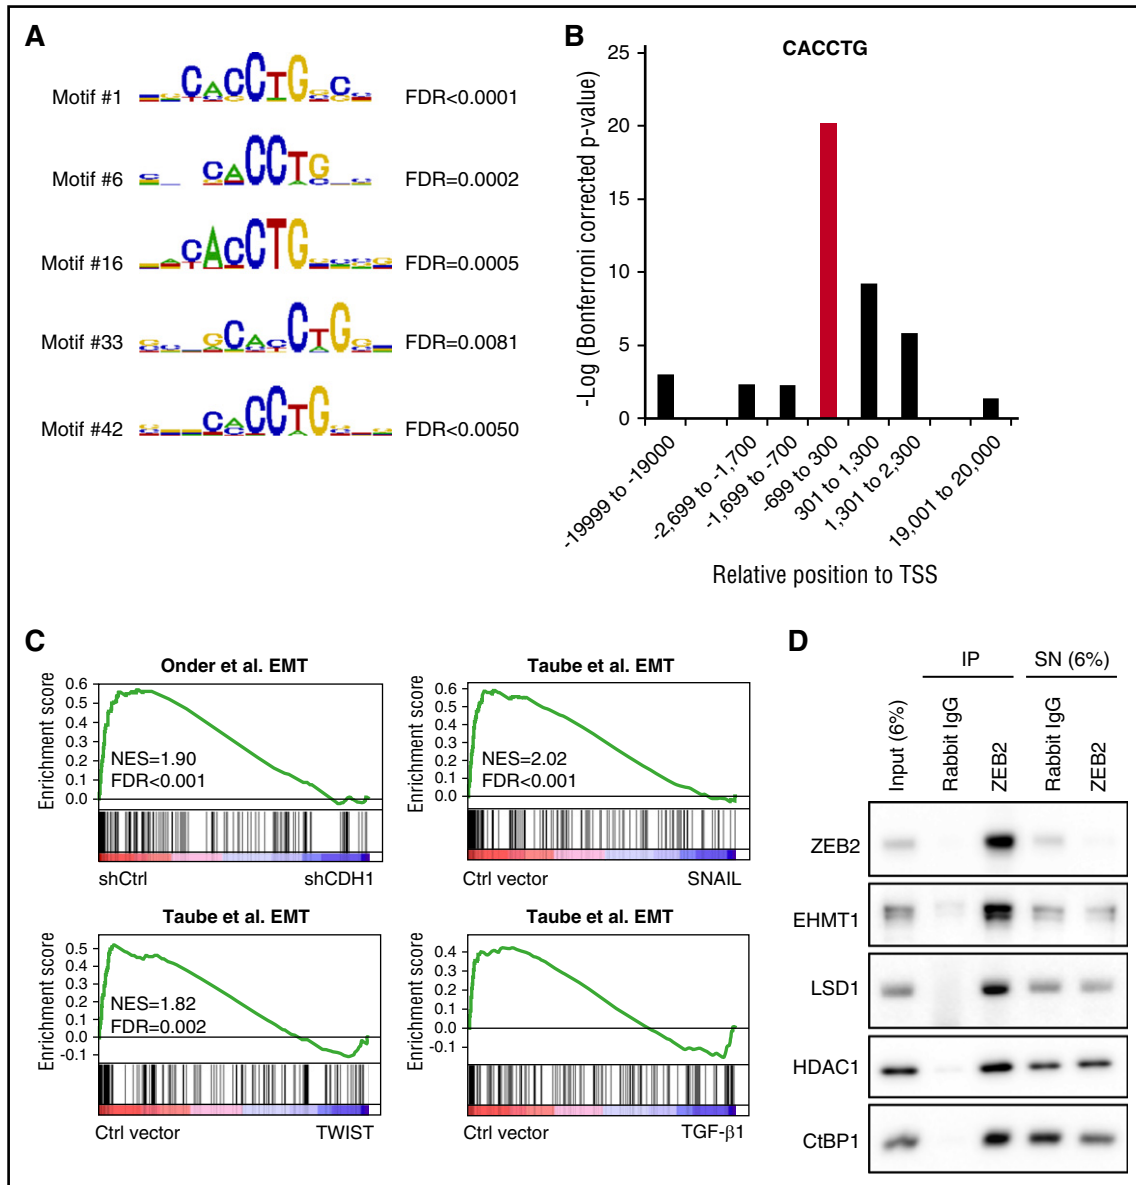 A
Motif #1 CACCTG C FDR<0.0001
Motif #6 CACCTG FDR=0.0002
Motif #16 CACCTG FDR=0.0005
Motif #33 GCACCTG FDR=0.0081
Motif #42 CACCTG FDR<0.0050
B
CACCTG
-Log (Bonferroni corrected p-value)
25
20
15
10
5
0
-19999 to -19000
-2,699 to -1,700
-1,699 to -700
-699 to 300
301 to 1,300
1,301 to 2,300
19,001 to 20,000
Relative position to TSS
C
Onder et al. EMT
Enrichment score
0.6
0.5
0.4
0.3
0.2
0.1
0.0
NES=1.90
FDR<0.001
shCtrl shCDH1
Taube et al. EMT
Enrichment score
0.6
0.5
0.4
0.3
0.2
0.1
0.0
NES=2.02
FDR<0.001
Ctrl vector SNAIL
Taube et al. EMT
Enrichment score
0.5
0.4
0.3
0.2
0.1
0.0
-0.1
NES=1.82
FDR=0.002
Ctrl vector TWIST
Taube et al. EMT
Enrichment score
0.4
0.3
0.2
0.1
0.0
-0.1
Ctrl vector TGF-β1
D
IP SN (6%)
Input (6%)
Rabbit IgG
ZEB2
Rabbit IgG
ZEB2
ZEB2
EHMT1
LSD1
HDAC1
CtBP1